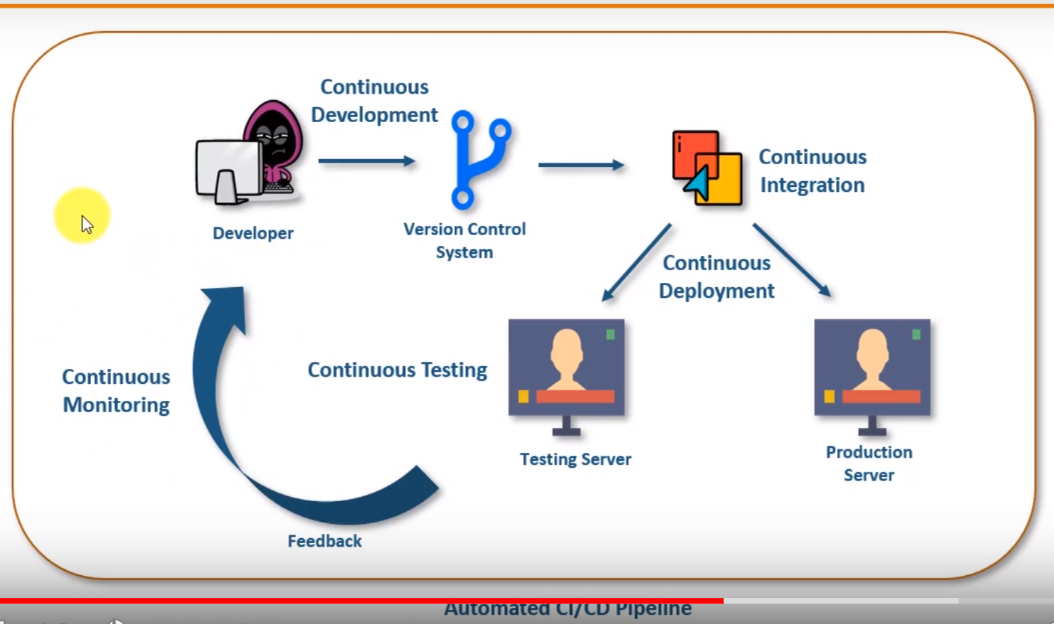 Continuous
Development
Developer
Version Control
System
Continuous
Integration
Continuous
Deployment
Continuous
Monitoring
Continuous Testing
Testing Server
Production
Server
Feedback
Automated CI/CD Pipeline